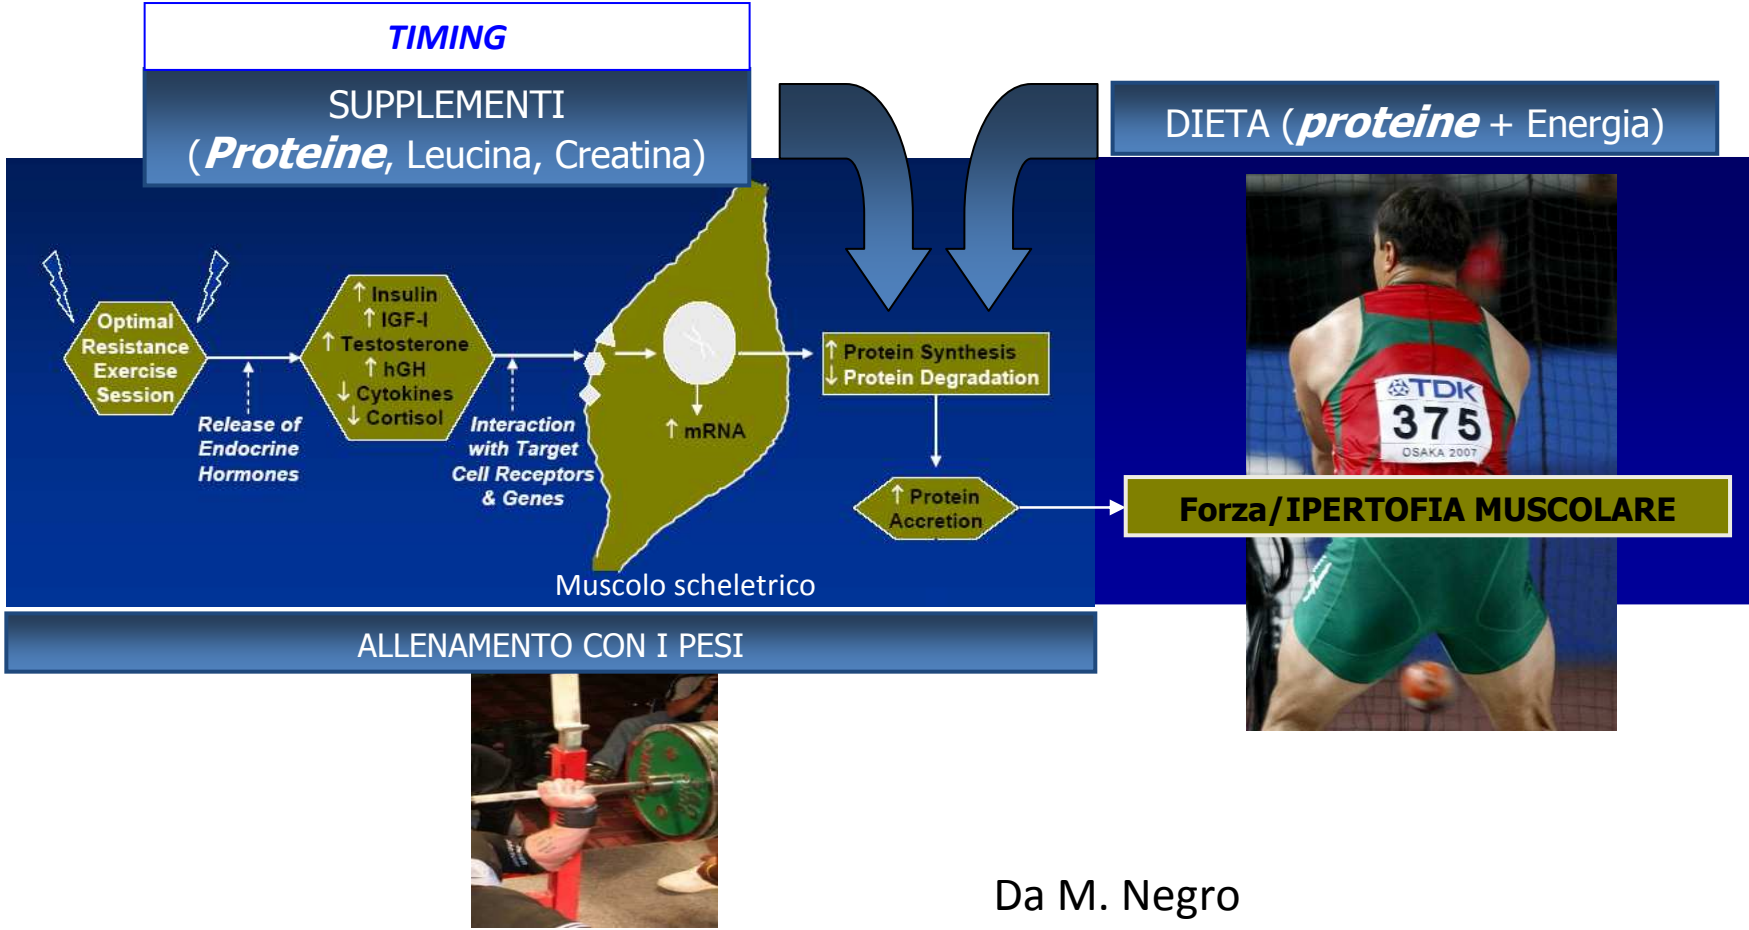 TIMING
SUPPLEMENTI
(Proteine, Leucina, Creatina)
DIETA (proteine + Energia)
Optimal
Resistance
Exercise
Session
Release of
Endocrine
Hormones
↑ Insulin
↑ IGF-I
↑ Testosterone
↑ hGH
↓ Cytokines
↓ Cortisol
Interaction
with Target
Cell Receptors
& Genes
↑ mRNA
↑ Protein Synthesis
↓ Protein Degradation
↑ Protein
Accretion
TDK
375
OSAKA 2007
Forza/IPERTOFIA MUSCOLARE
Muscolo scheletrico
ALLENAMENTO CON I PESI
Da M. Negro